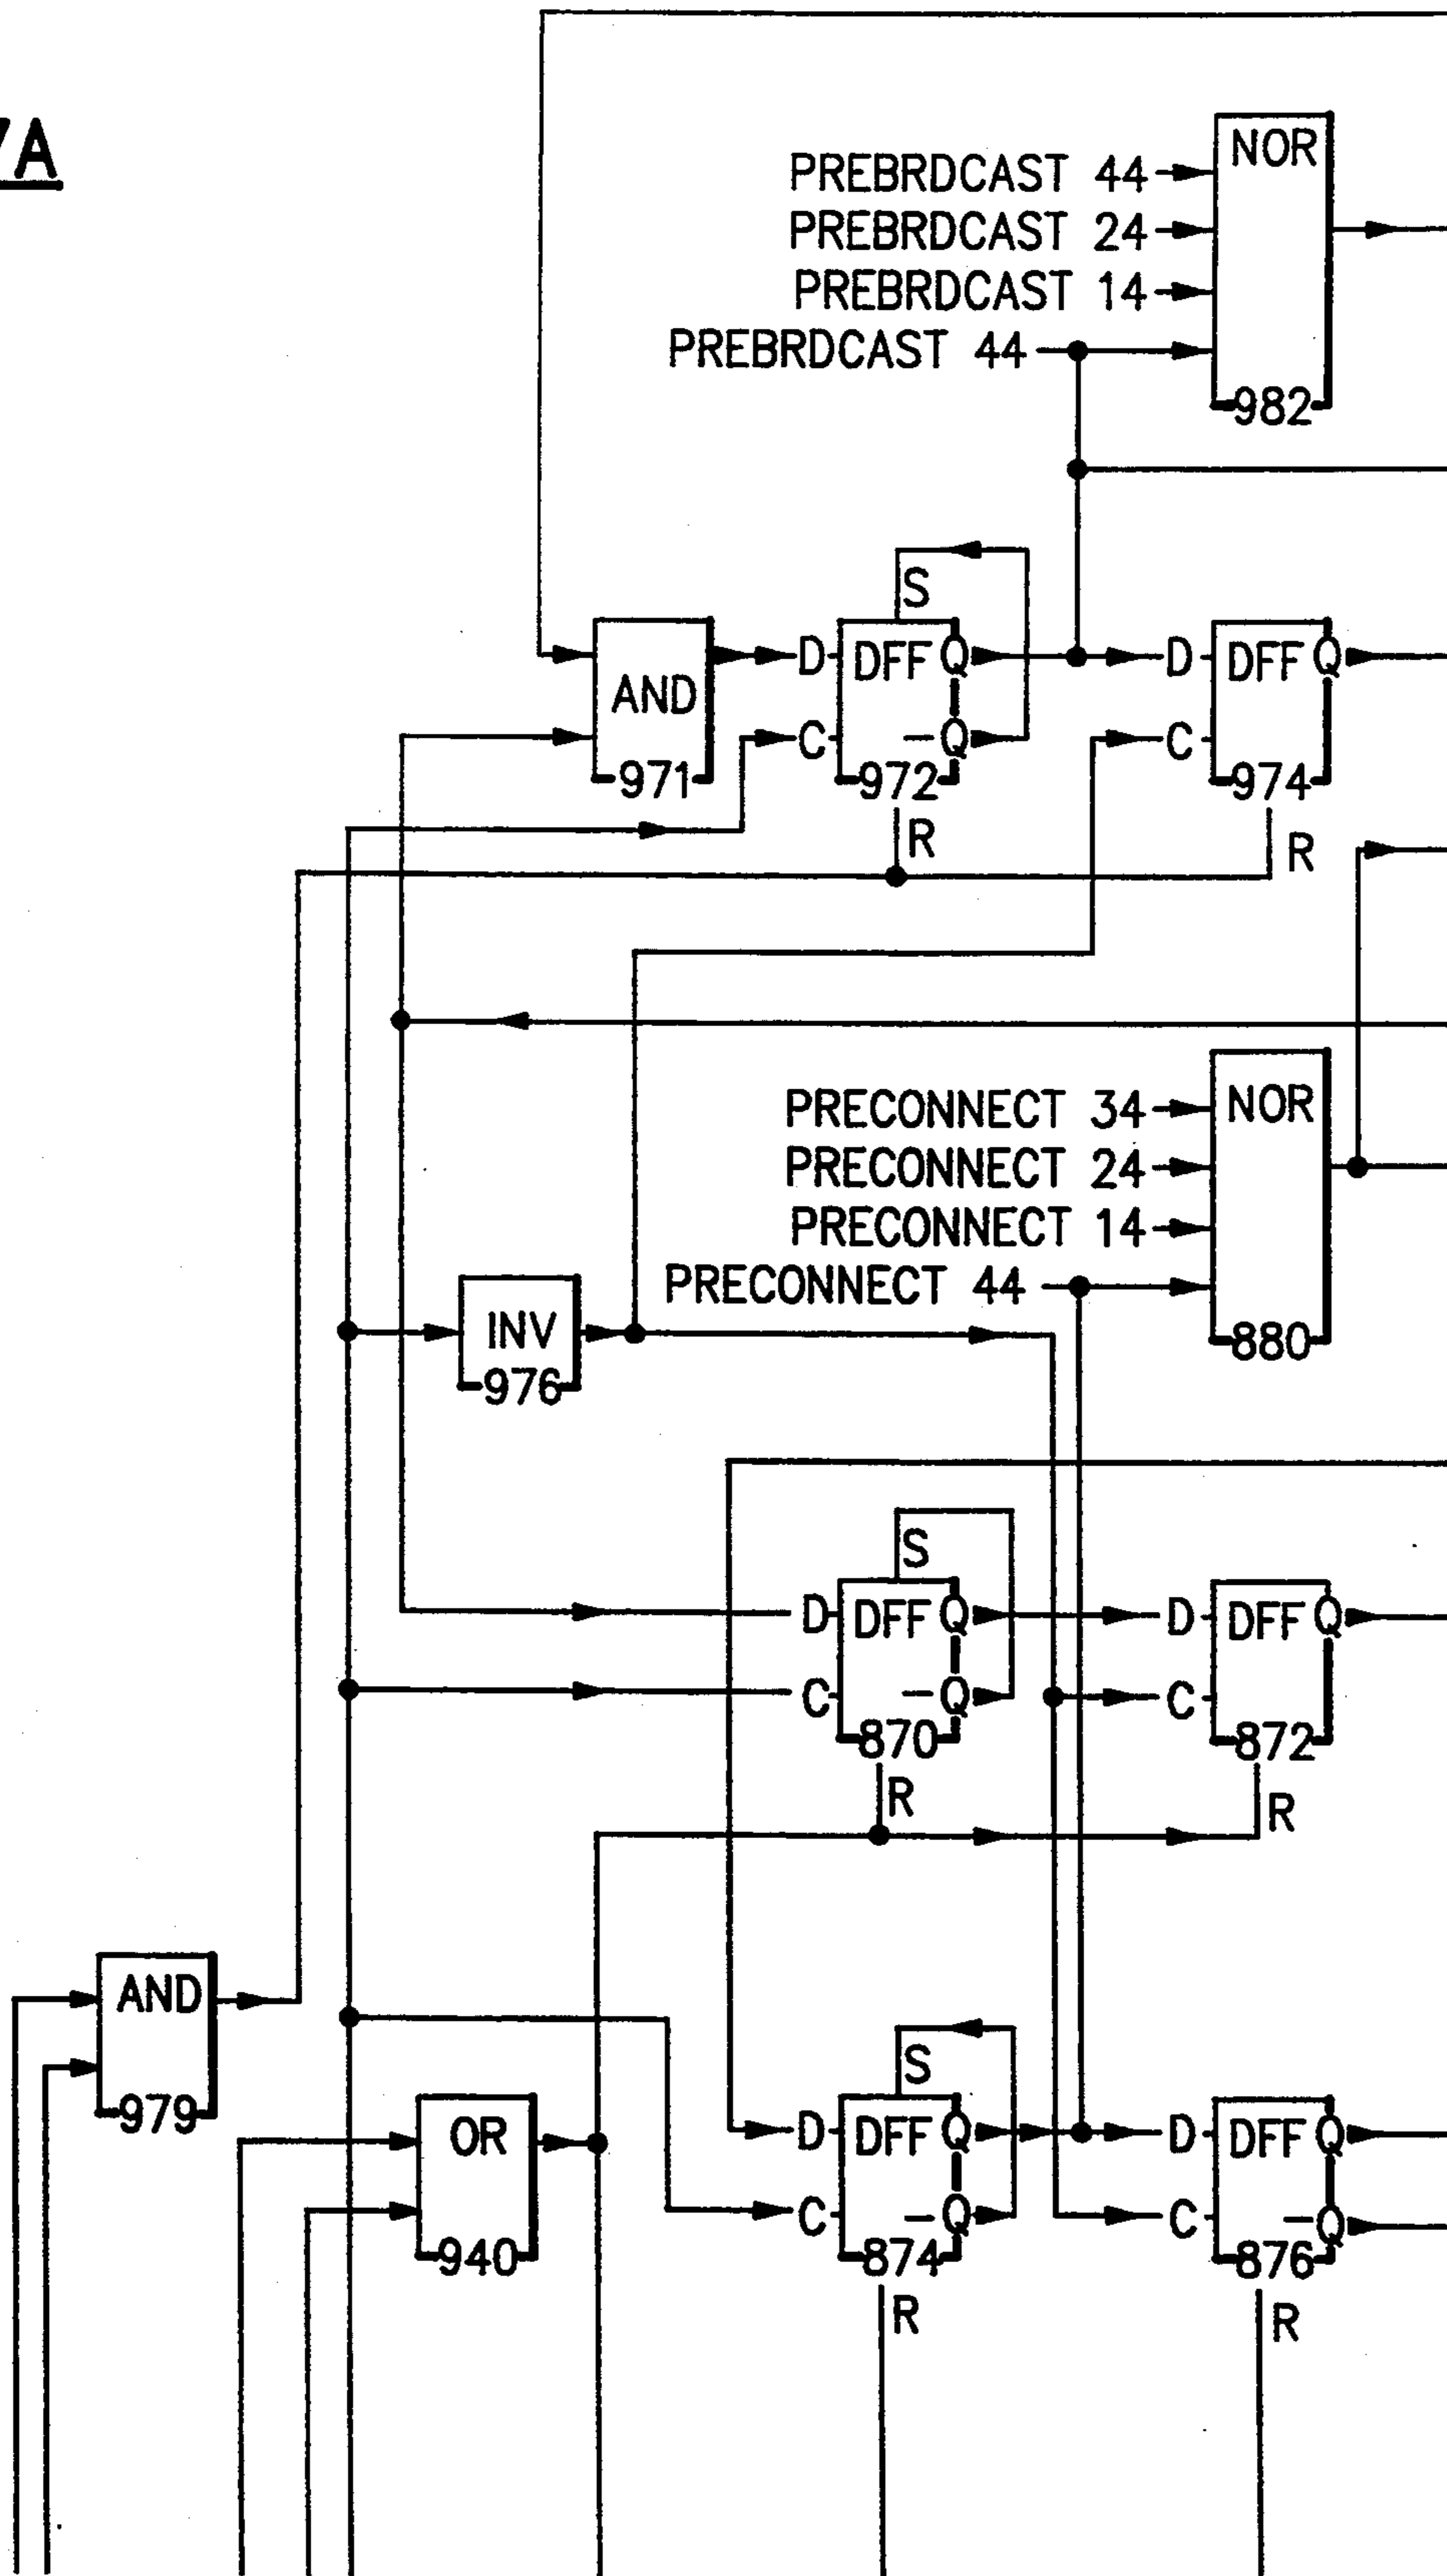 7A
NOR
PREBRDCAST 44
PREBRDCAST 24
PREBRDCAST 14
PREBRDCAST 44
982
S
D DFF Q D DFF Q
AND
C -Q C
971 972 974
R R
NOR
PRECONNECT 34
PRECONNECT 24
PRECONNECT 14
PRECONNECT 44
INV
880
976
S
D DFF Q D DFF Q
C -Q C
870 872
R R
AND
S
979
OR D DFF Q D DFF Q
C -Q C -Q
940 874 876
R R